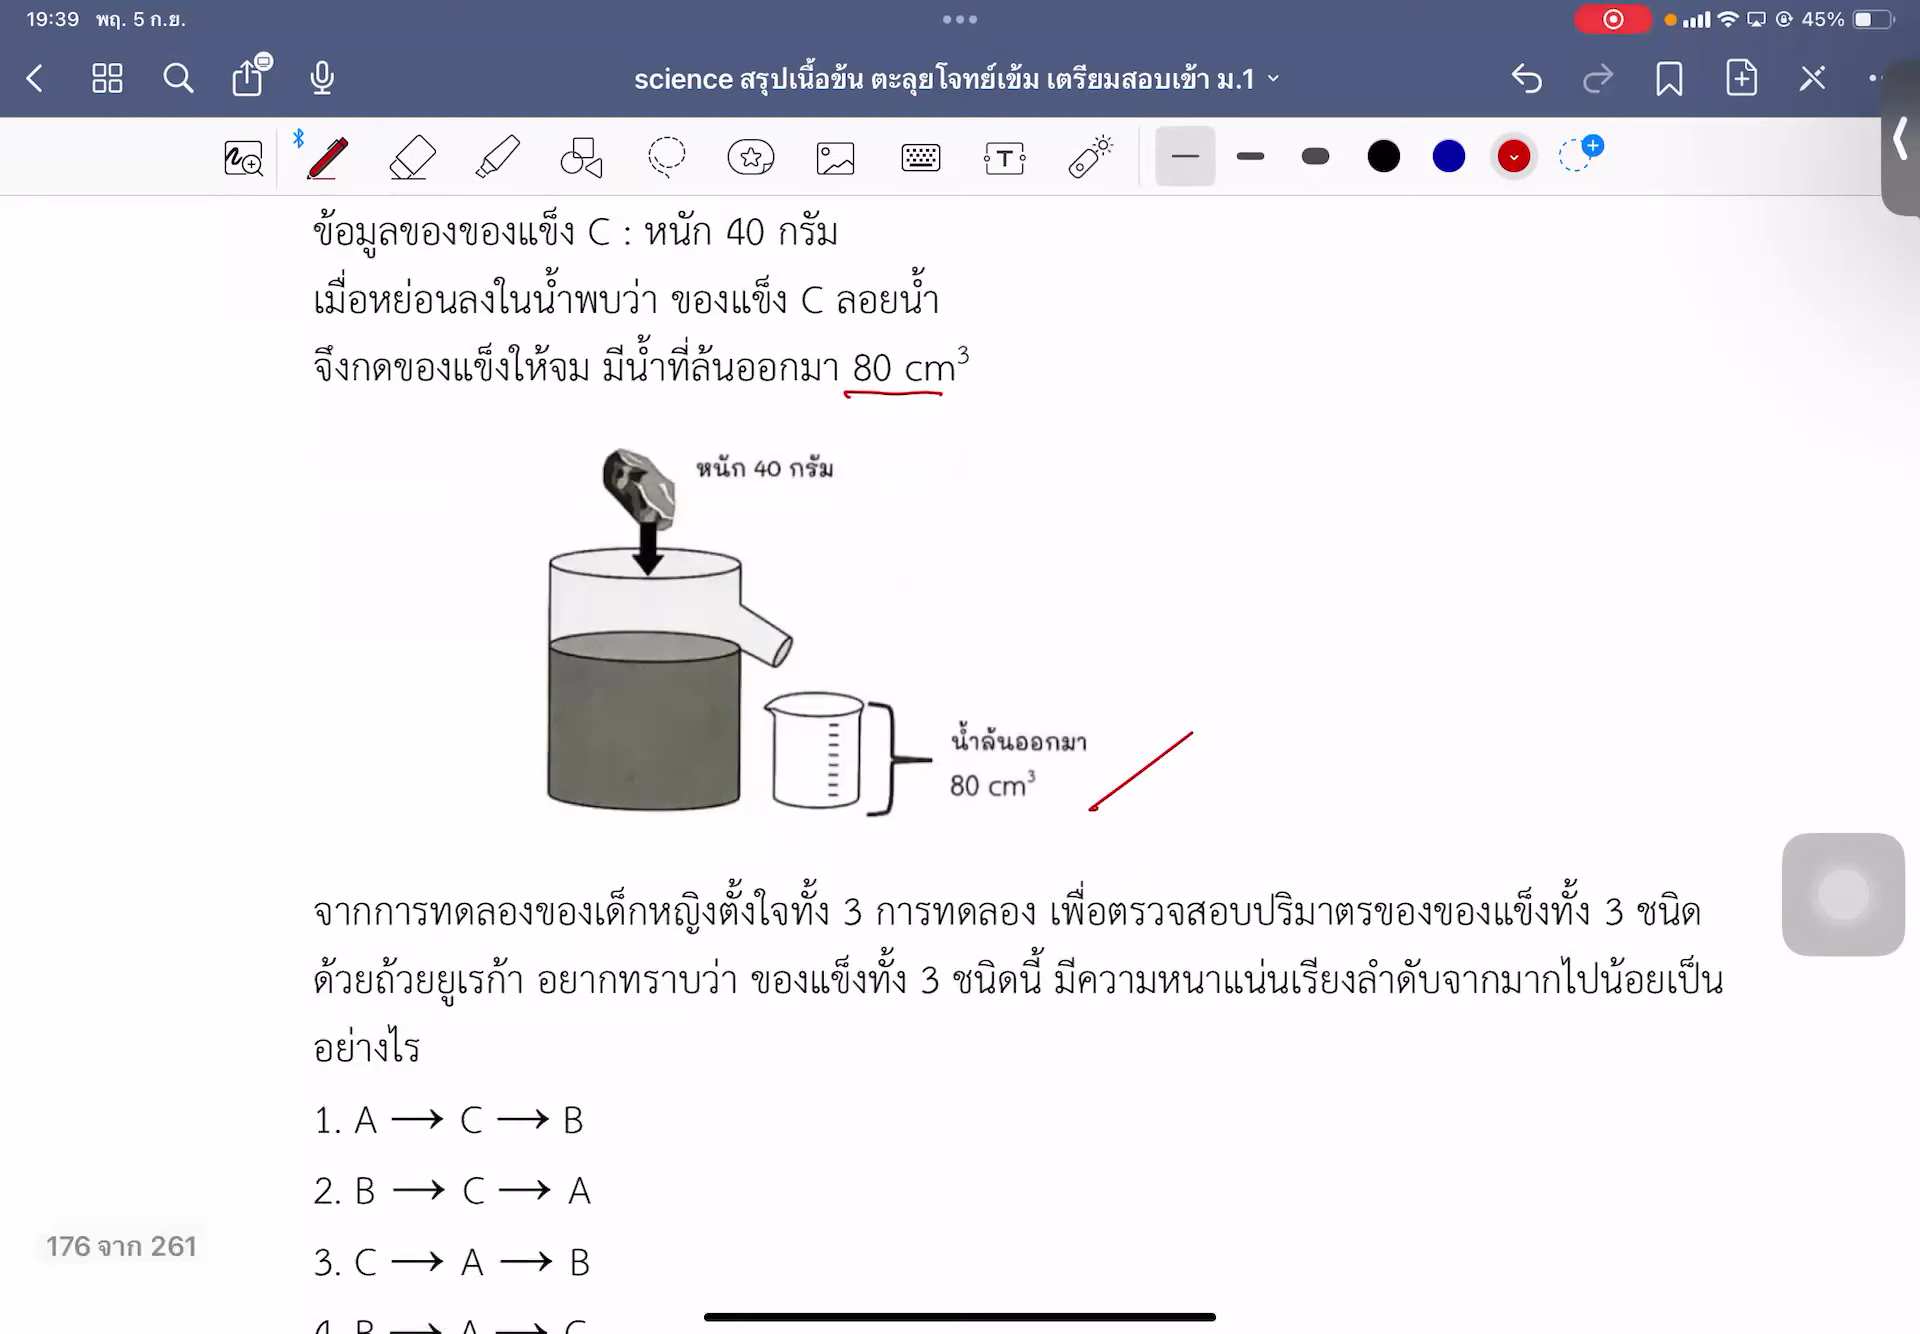 19:39 พฤ. 5 ก.ย.
45%
science สรุปเนื้อข้น ตะลุยโจทย์เข้ม เตรียมสอบเข้า ม.1
ข้อมูลของของแข็ง C : หนัก 40 กรัม
เมื่อหย่อนลงในน้ำพบว่า ของแข็ง C ลอยน้ำ
จึงกดของแข็งให้จม มีน้ำที่ล้นออกมา 80 cm³
หนัก 40 กรัม
น้ำล้นออกมา
80 cm³
จากการทดลองของเด็กหญิงตั้งใจทั้ง 3 การทดลอง เพื่อตรวจสอบปริมาตรของของแข็งทั้ง 3 ชนิด
ด้วยถ้วยยูเรก้า อยากทราบว่า ของแข็งทั้ง 3 ชนิดนี้ มีความหนาแน่นเรียงลำดับจากมากไปน้อยเป็น
อย่างไร
1. A → C → B
2. B → C → A
3. C → A → B
4. B → A → C
176 จาก 261